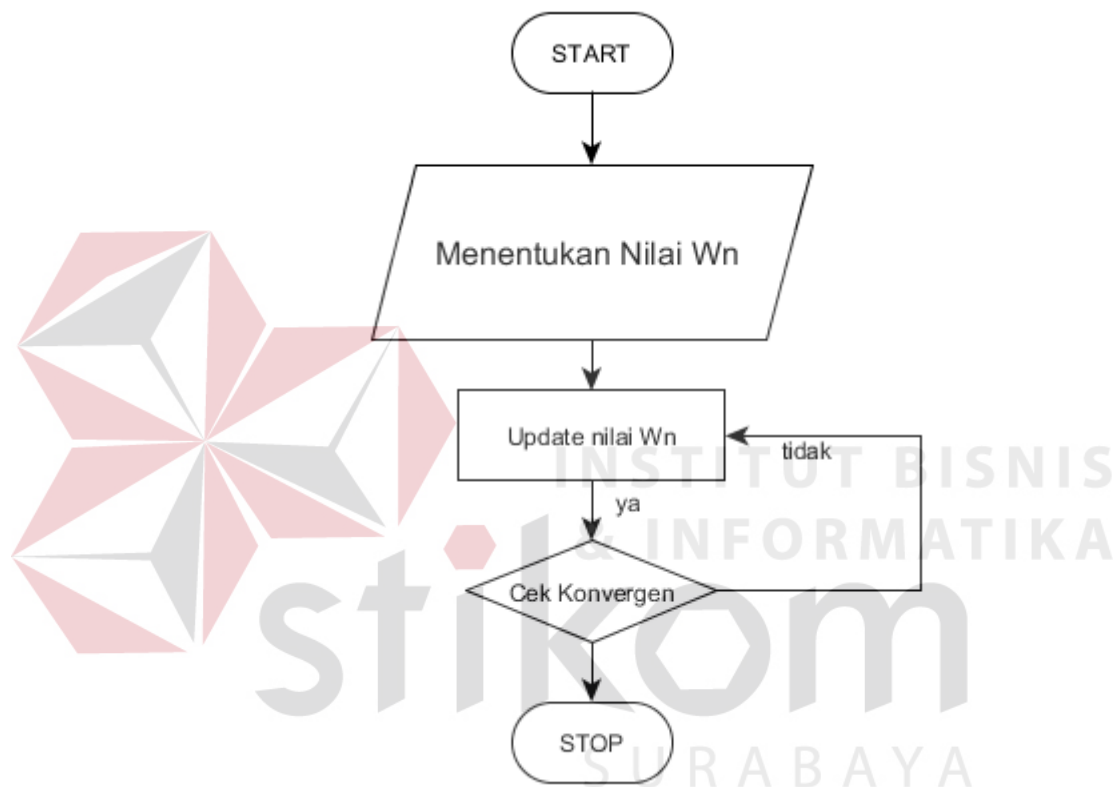 START
Menentukan Nilai Wn
Update nilai Wn
tidak
INSTITUT BISNIS
ya
& INFORMATIKA
Cek Konvergen
stikom
STOP
SURABAYA